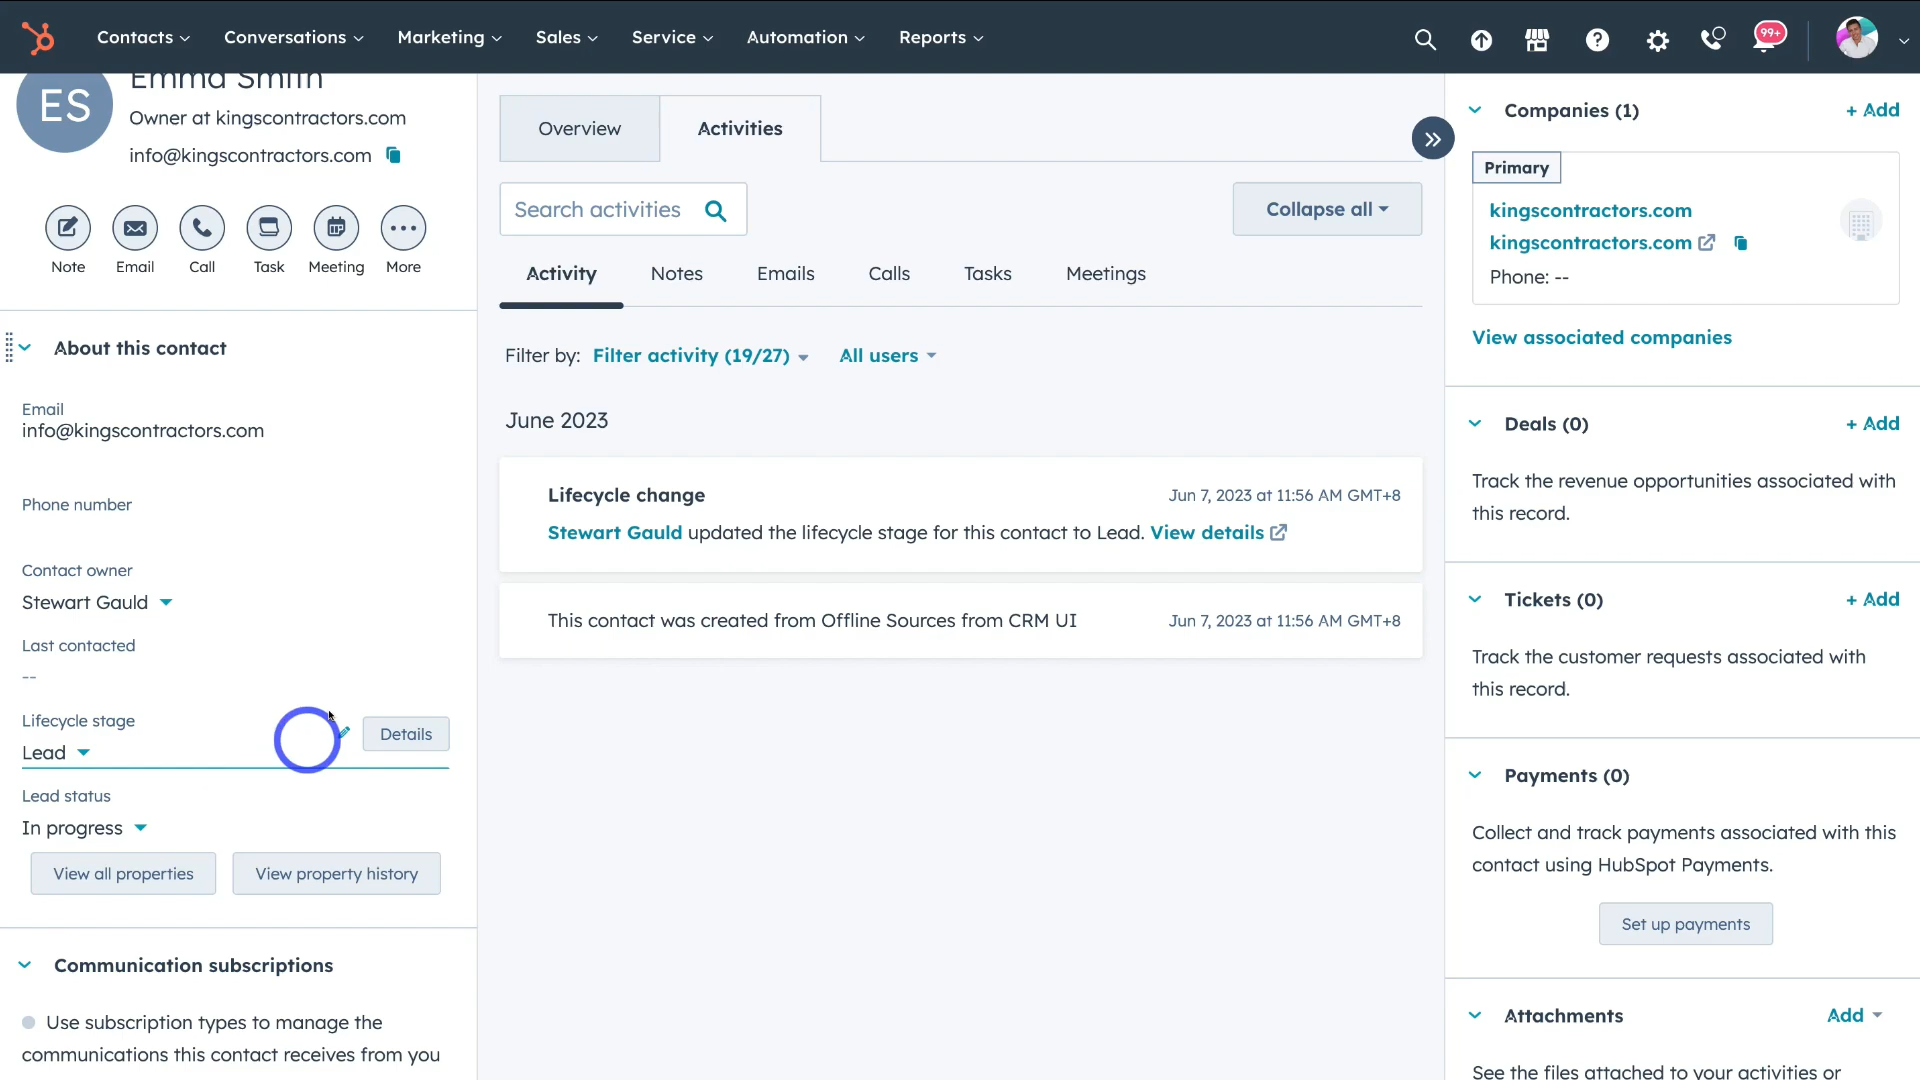 Contacts
Conversations
Marketing
Sales
Service
Automation
Reports
99+
Emma Smith
ES
Owner at kingscontractors.com
info@kingscontractors.com
Note
Email
Call
Task
Meeting
More
About this contact
Email
info@kingscontractors.com
Phone number
Contact owner
Stewart Gauld
Last contacted
--
Lifecycle stage
Details
Lead
Lead status
In progress
View all properties
View property history
Communication subscriptions
Use subscription types to manage the
communications this contact receives from you
Overview
Activities
Search activities
Collapse all
Activity
Notes
Emails
Calls
Tasks
Meetings
Filter by: Filter activity (19/27) All users
June 2023
Lifecycle change
Jun 7, 2023 at 11:56 AM GMT+8
Stewart Gauld updated the lifecycle stage for this contact to Lead. View details
This contact was created from Offline Sources from CRM UI
Jun 7, 2023 at 11:56 AM GMT+8
Companies (1)
+ Add
Primary
kingscontractors.com
kingscontractors.com
Phone: --
View associated companies
Deals (0)
+ Add
Track the revenue opportunities associated with
this record.
Tickets (0)
+ Add
Track the customer requests associated with
this record.
Payments (0)
Collect and track payments associated with this
contact using HubSpot Payments.
Set up payments
Attachments
Add
See the files attached to your activities or